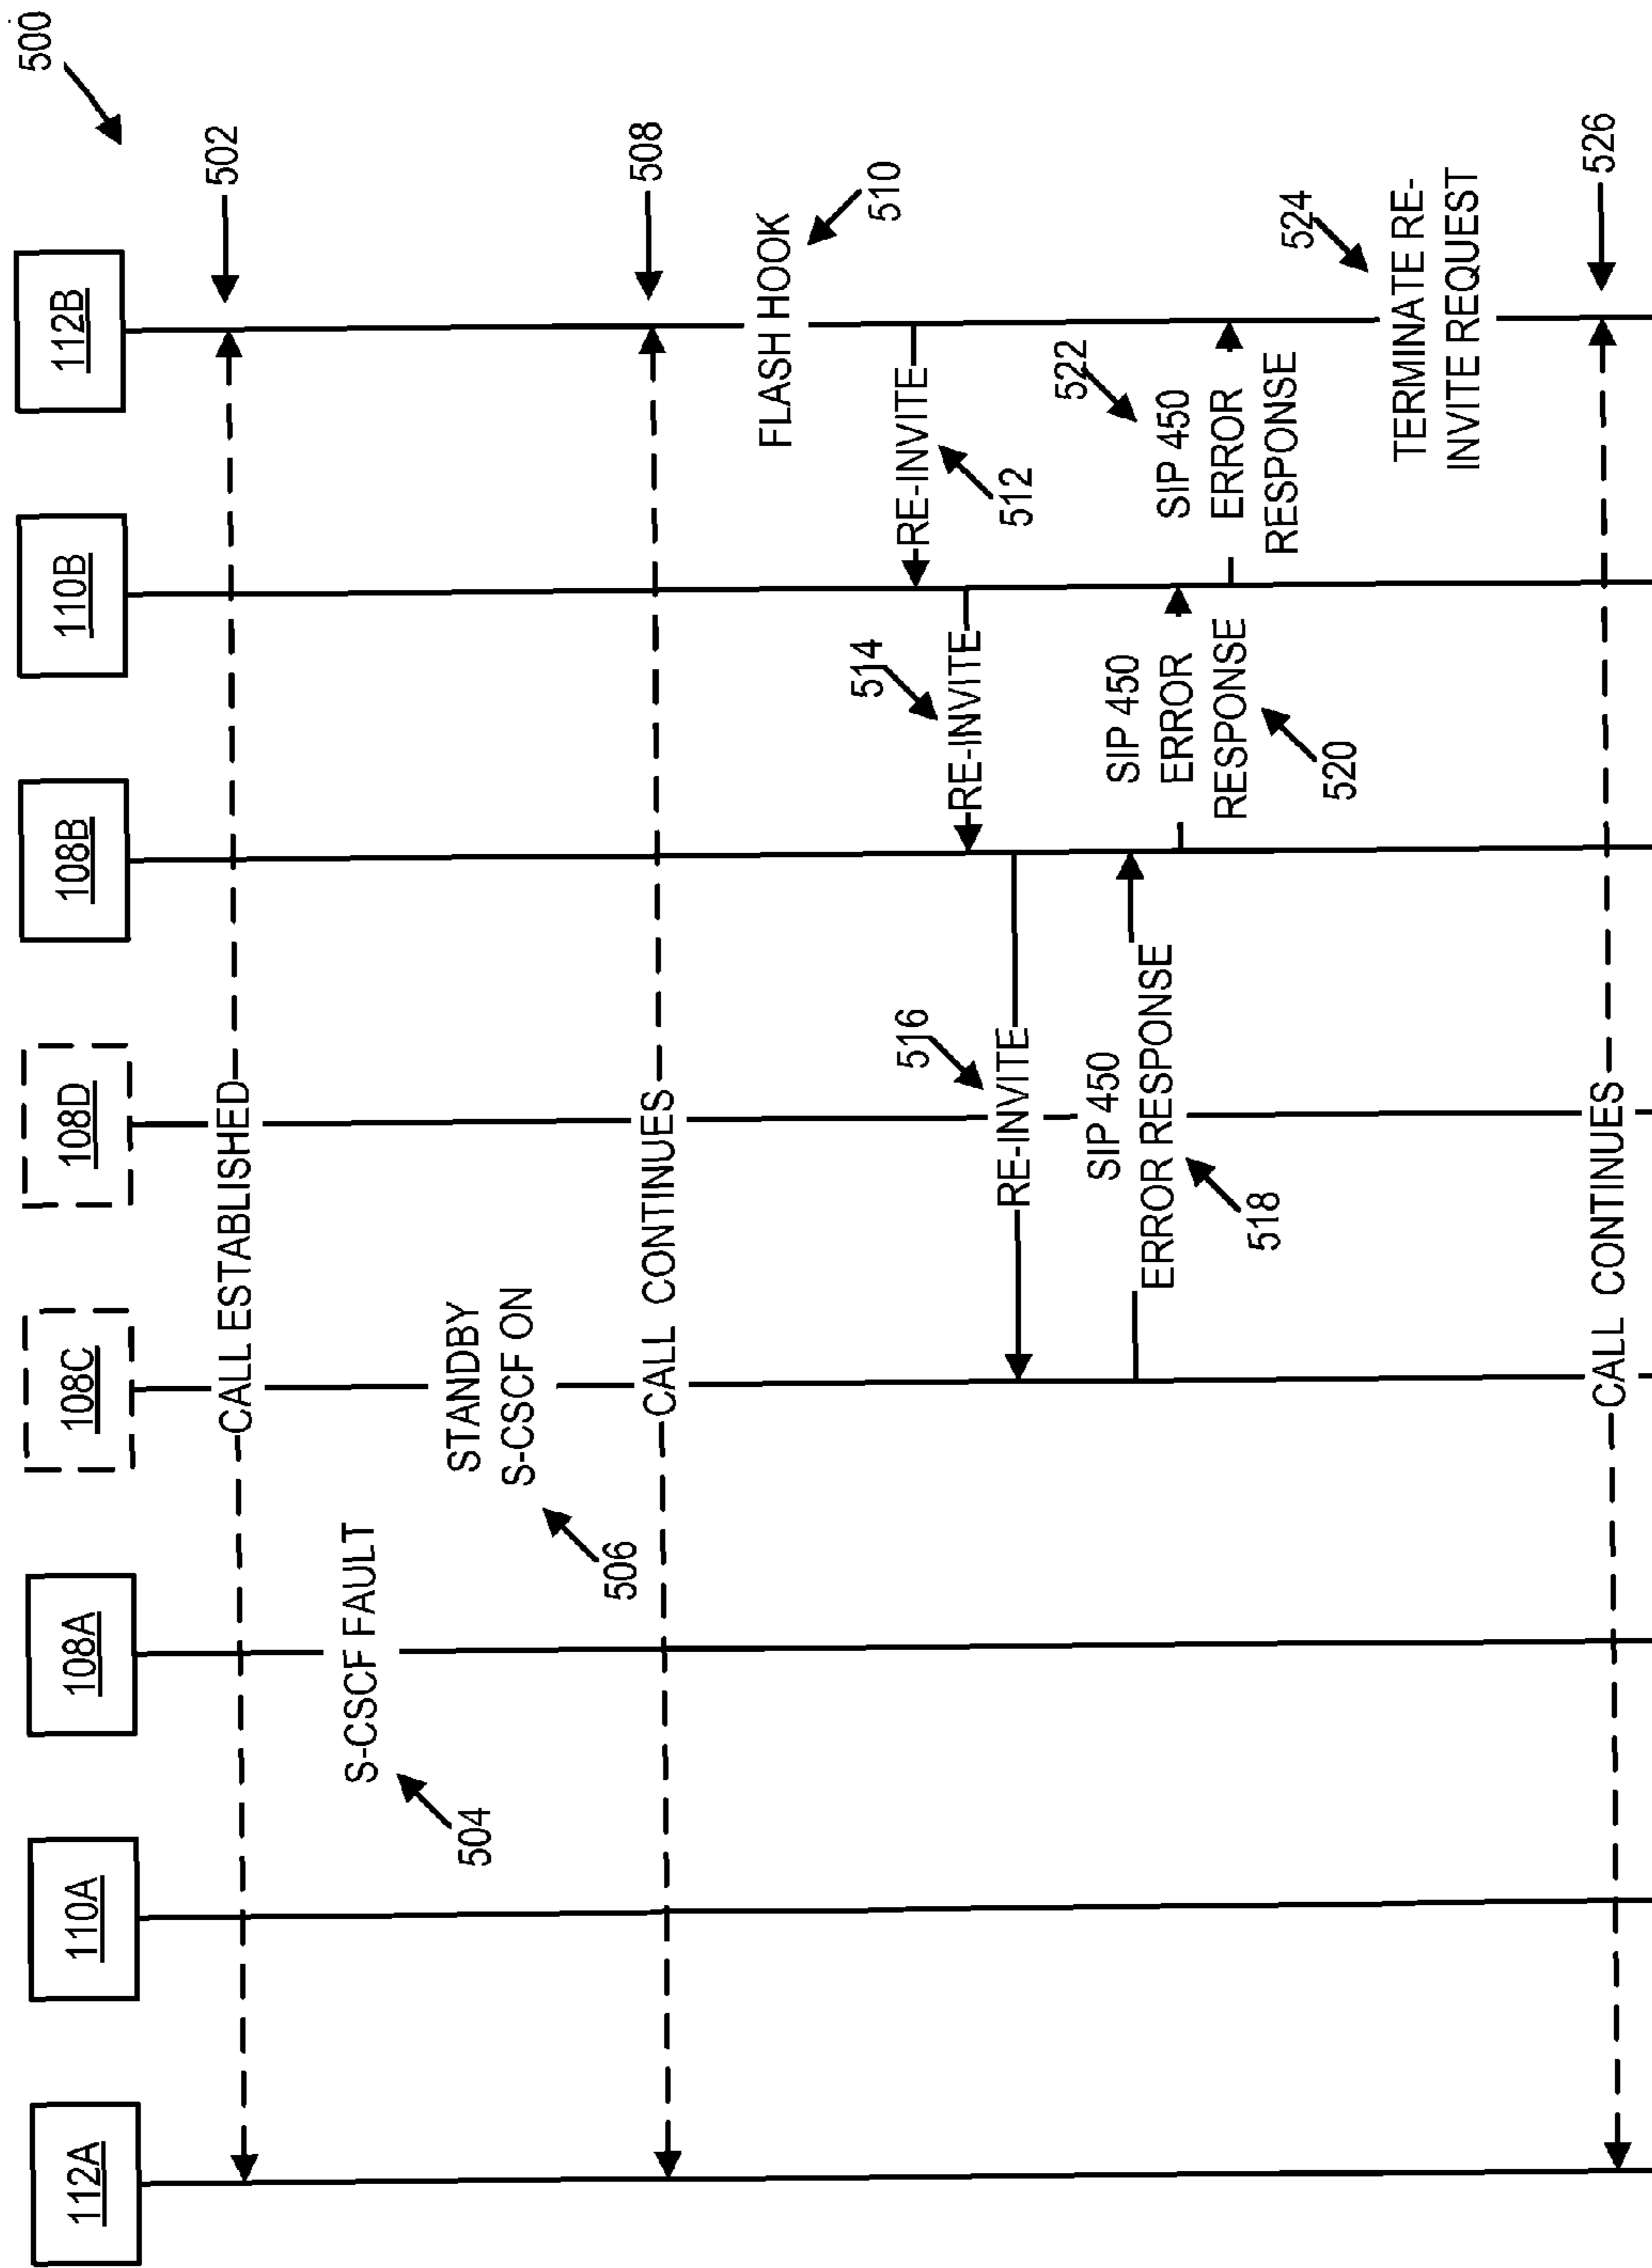 500
112A
110A
108A
108C
108D
108B
110B
112B
CALL ESTABLISHED
502
S-CSCF FAULT
504
STANDBY
S-CSCF ON
506
CALL CONTINUES
508
FLASH HOOK
510
RE-INVITE
512
514
RE-INVITE
516
RE-INVITE
SIP 450
ERROR RESPONSE
518
SIP 450
ERROR
RESPONSE
520
522
SIP 450
ERROR
RESPONSE
524
TERMINATE RE-
INVITE REQUEST
CALL CONTINUES
526